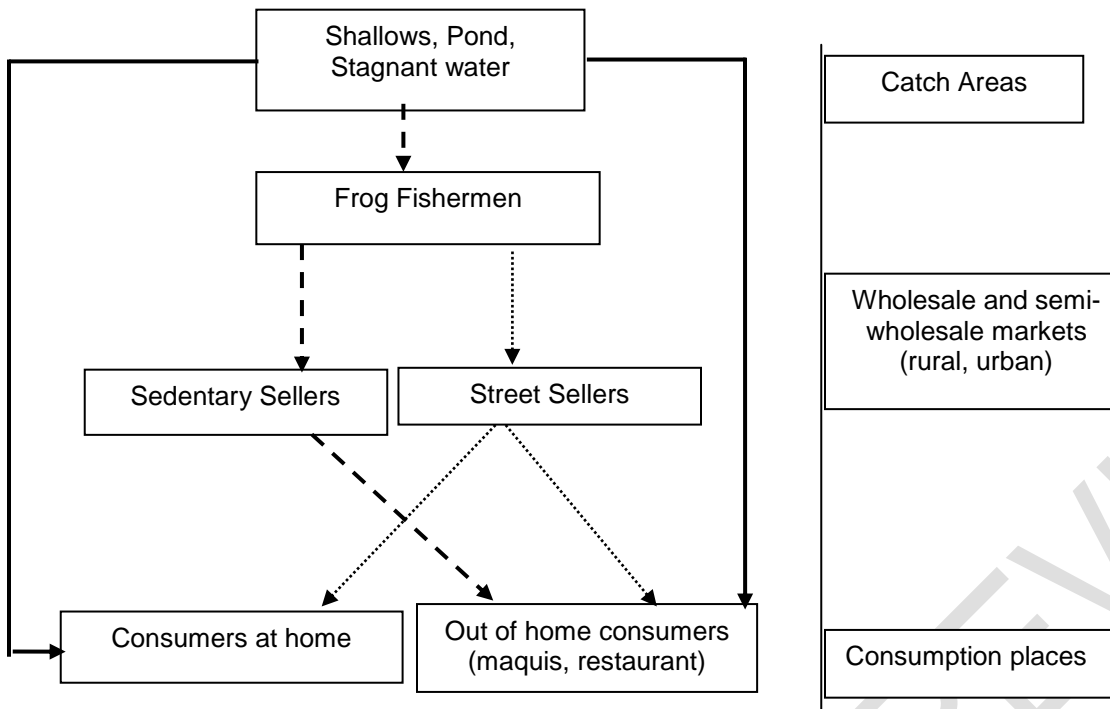 Shallows, Pond,
Stagnant water
Catch Areas
Frog Fishermen
Wholesale and semi-
wholesale markets
(rural, urban)
Sedentary Sellers
Street Sellers
Consumers at home
Out of home consumers
(maquis, restaurant)
Consumption places